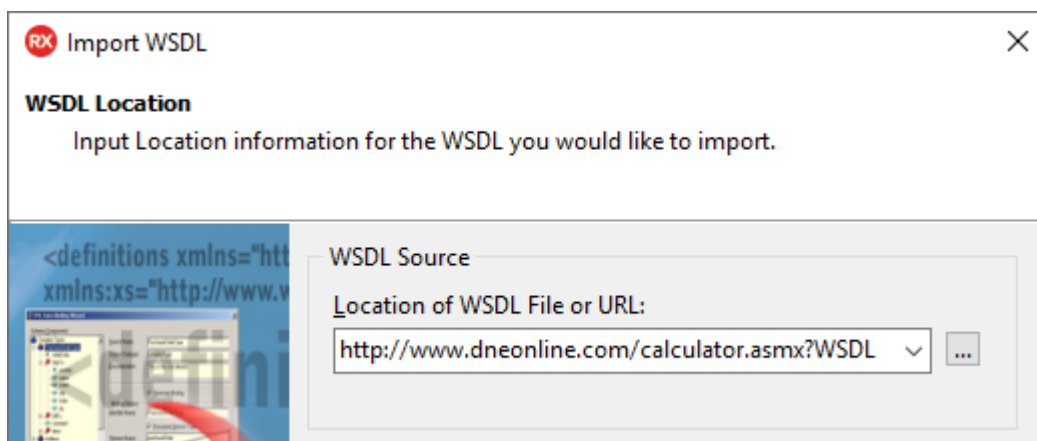 RX Import WSDL
WSDL Location
Input Location information for the WSDL you would like to import.
<definitions xmlns="htt
xmlns:xs="http://www.w
<defini
WSDL Source
Location of WSDL File or URL:
http://www.dneonline.com/calculator.asmx?WSDL
...